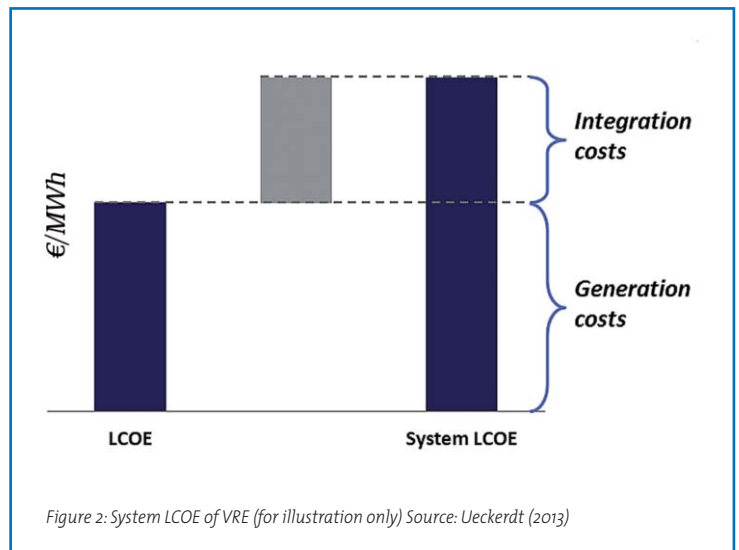 €/MWh
Integration
costs
Generation
costs
LCOE
System LCOE
Figure 2: System LCOE of VRE (for illustration only) Source: Ueckerdt (2013)